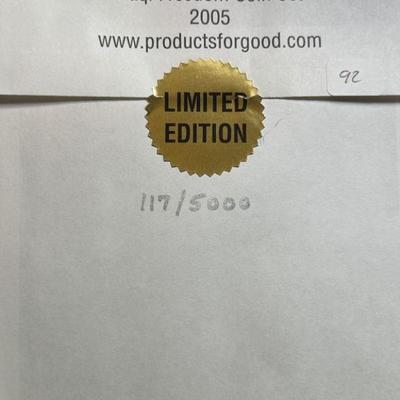 2005
www.productsforgood.com
92
LIMITED
EDITION
117/5000